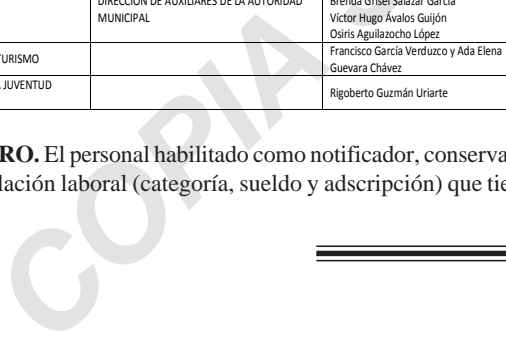 DIRECCIÓN DE AUXILIARES DE LA AUTORIDAD
MUNICIPAL
Brenda Grisel Salazar García
Víctor Hugo Ávalos Guijón
Osiris Aguilazocho López
TURISMO
Francisco García Verduzco y Ada Elena
Guevara Chávez
JUVENTUD
Rigoberto Guzmán Uriarte
RO. El personal habilitado como notificador, conserva
lación laboral (categoría, sueldo y adscripción) que tie
COPIA